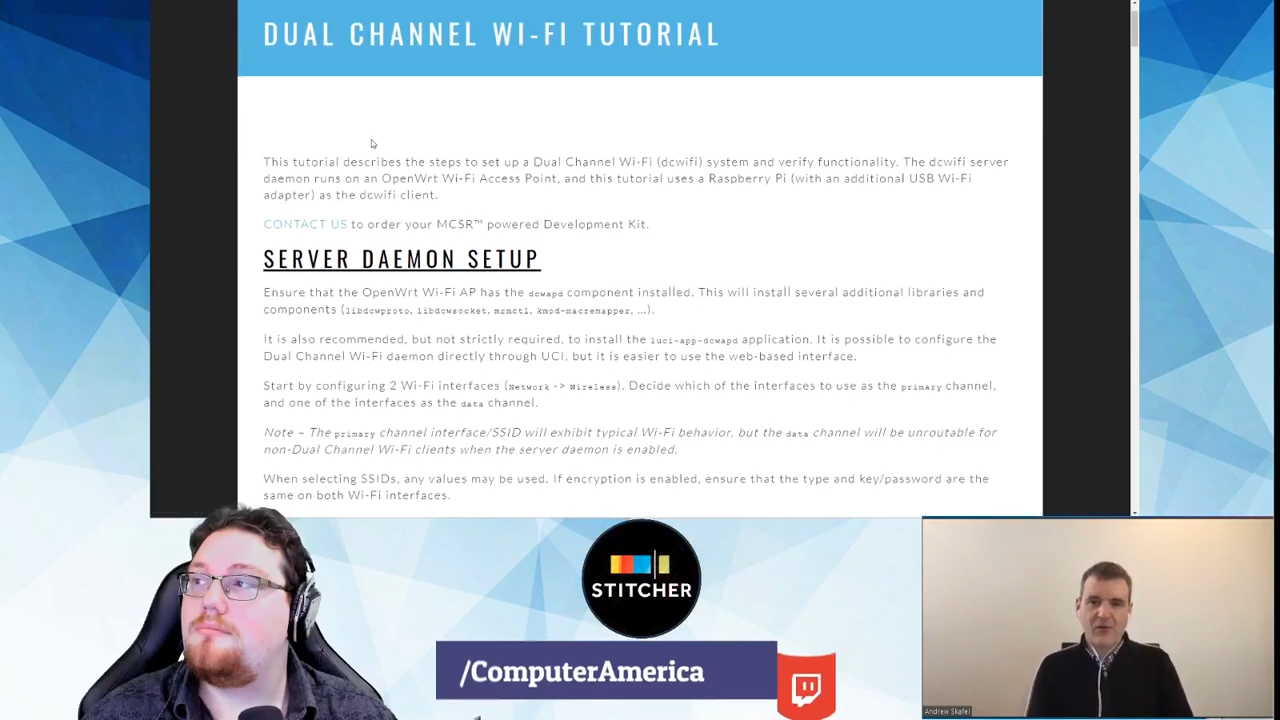 DUAL CHANNEL WI-FI TUTORIAL
This tutorial describes the steps to set up a Dual Channel Wi-Fi (dcwifi) system and verify functionality. The dcwifi server
daemon runs on an OpenWrt Wi-Fi Access Point, and this tutorial uses a Raspberry Pi (with an additional USB Wi-Fi
adapter) as the dcwifi client.
CONTACT US to order your MCSR™ powered Development Kit.
SERVER DAEMON SETUP
Ensure that the OpenWrt Wi-Fi AP has the dcwapd component installed. This will install several additional libraries and
components (libdcwproto, libdcwsocket, mrmctl, kmod-macremapper, ...).
It is also recommended, but not strictly required, to install the luci-app-dcwapd application. It is possible to configure the
Dual Channel Wi-Fi daemon directly through UCI, but it is easier to use the web-based interface.
Start by configuring 2 Wi-Fi interfaces (Network -> Wireless). Decide which of the interfaces to use as the primary channel,
and one of the interfaces as the data channel.
Note – The primary channel interface/SSID will exhibit typical Wi-Fi behavior, but the data channel will be unroutable for
non-Dual Channel Wi-Fi clients when the server daemon is enabled.
When selecting SSIDs, any values may be used. If encryption is enabled, ensure that the type and key/password are the
same on both Wi-Fi interfaces.
STITCHER
/ComputerAmerica
Andrew Skafel